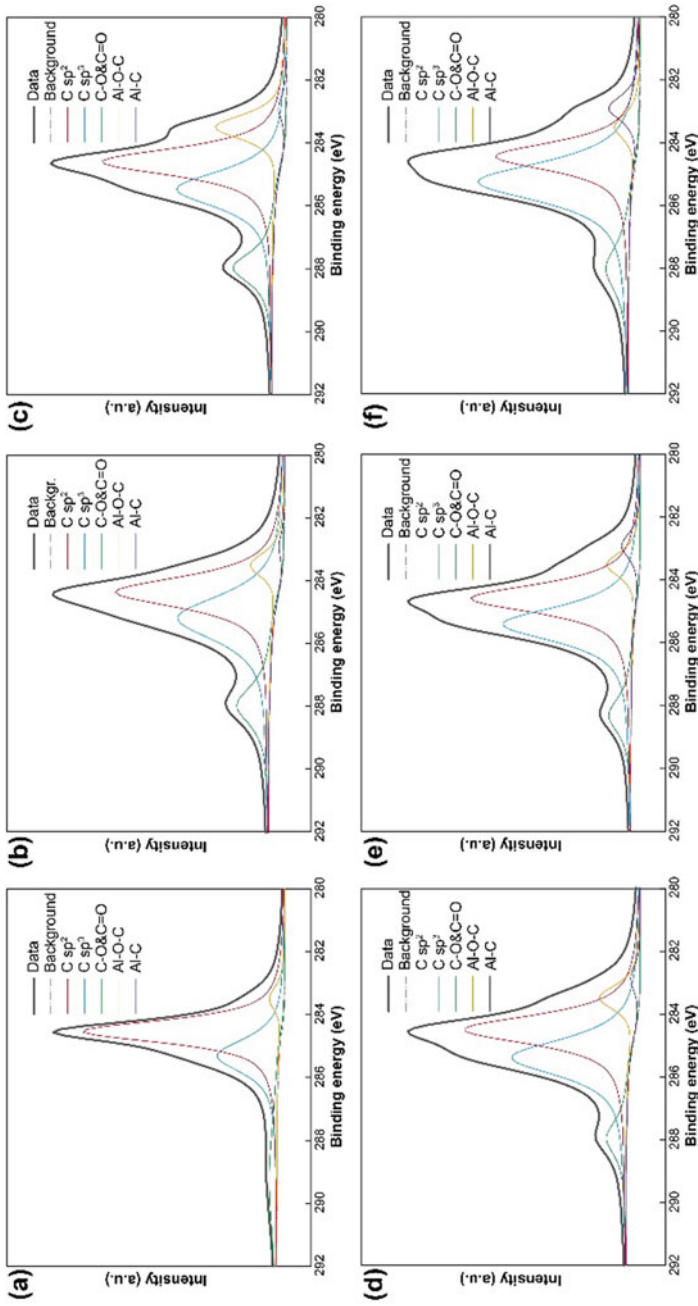 (a)
Intensity (a.u.)
Data
Background
C sp²
C sp³
C-O&C=O
Al-O-C
Al-C
292 290 288 286 284 282 280
Binding energy (eV)
(b)
Intensity (a.u.)
Data
Backgr.
C sp²
C sp³
C-O&C=O
Al-O-C
Al-C
292 290 288 286 284 282 280
Binding energy (eV)
(c)
Intensity (a.u.)
Data
Background
C sp²
C sp³
C-O&C=O
Al-O-C
Al-C
292 290 288 286 284 282 280
Binding energy (eV)
(d)
Intensity (a.u.)
Data
Background
C sp²
C sp³
C-O&C=O
Al-O-C
Al-C
292 290 288 286 284 282 280
Binding energy (eV)
(e)
Intensity (a.u.)
Data
Background
C sp²
C sp³
C-O&C=O
Al-O-C
Al-C
292 290 288 286 284 282 280
Binding energy (eV)
(f)
Intensity (a.u.)
Data
Background
C sp²
C sp³
C-O&C=O
Al-O-C
Al-C
292 290 288 286 284 282 280
Binding energy (eV)